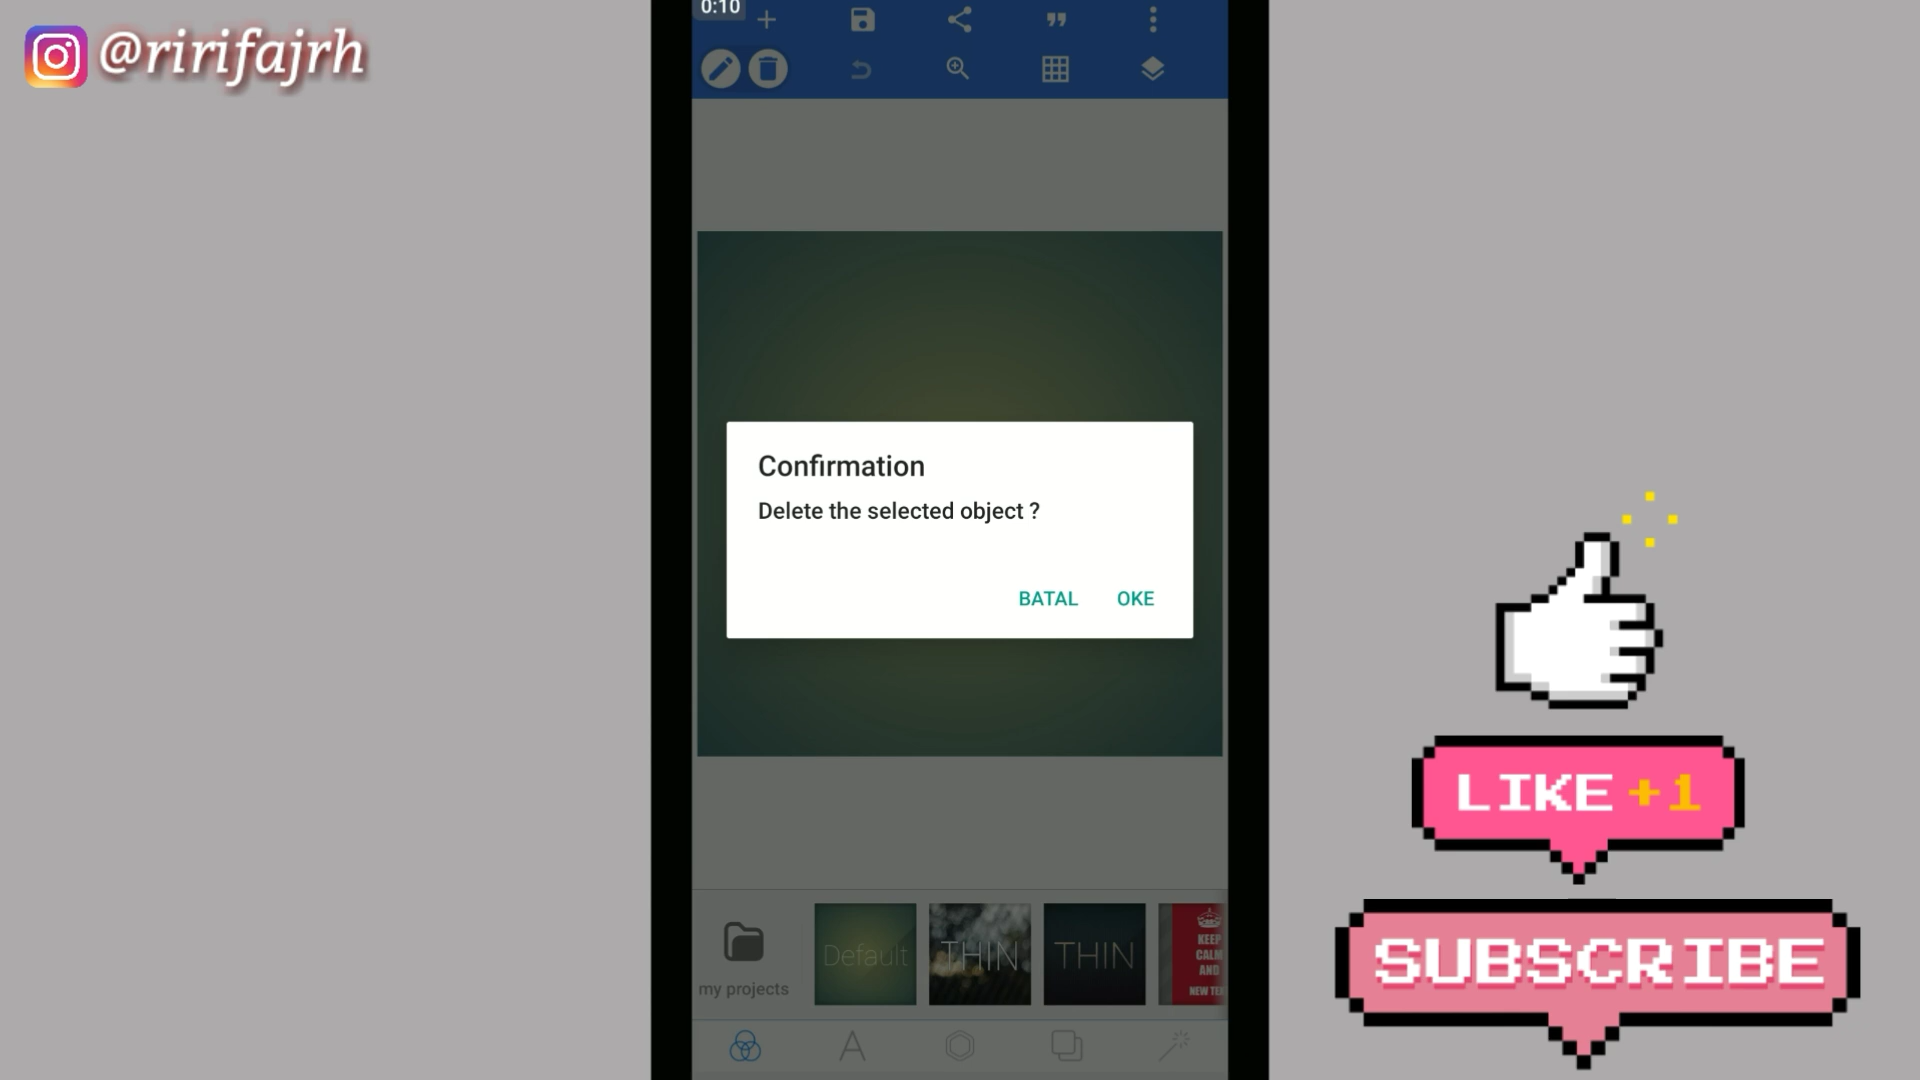 @ririfajrh
0:10
Confirmation
Delete the selected object ?
BATAL OKE
my projects
Default
THIN
THIN
KEEP
CALM
AND
NEW
LIKE +1
SUBSCRIBE